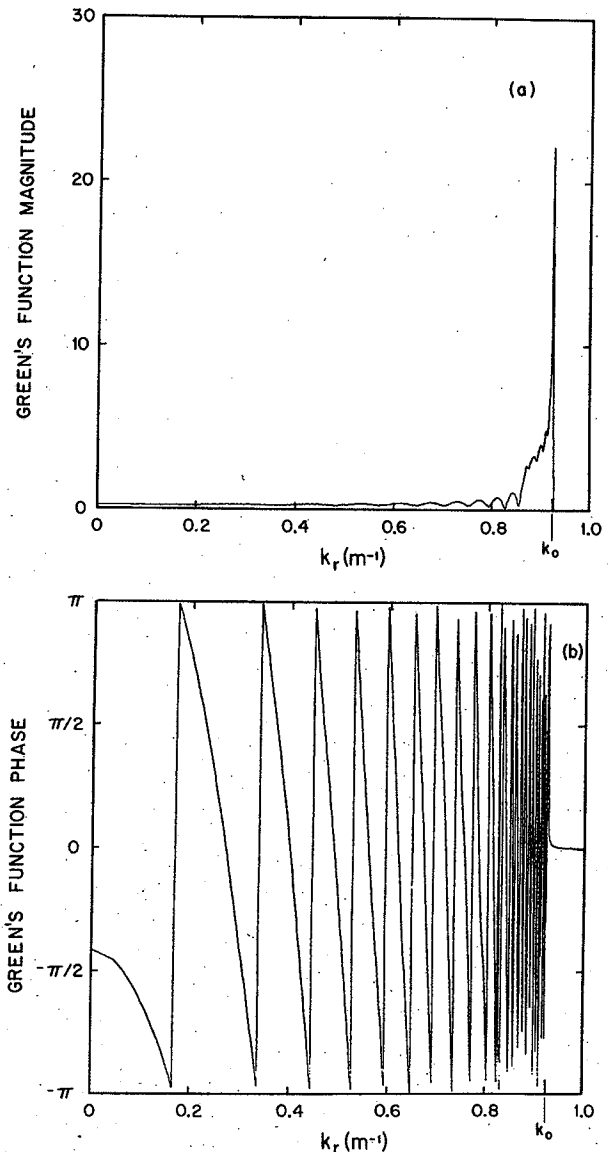 30
(a)
20
10
0
GREEN'S FUNCTION MAGNITUDE
0
0.2
0.4
0.6
0.8
1.0
k₀
kᵣ(m⁻¹)
π
(b)
π/2
0
-π/2
-π
GREEN'S FUNCTION PHASE
0
0.2
0.4
0.6
0.8
1.0
k₀
kᵣ(m⁻¹)